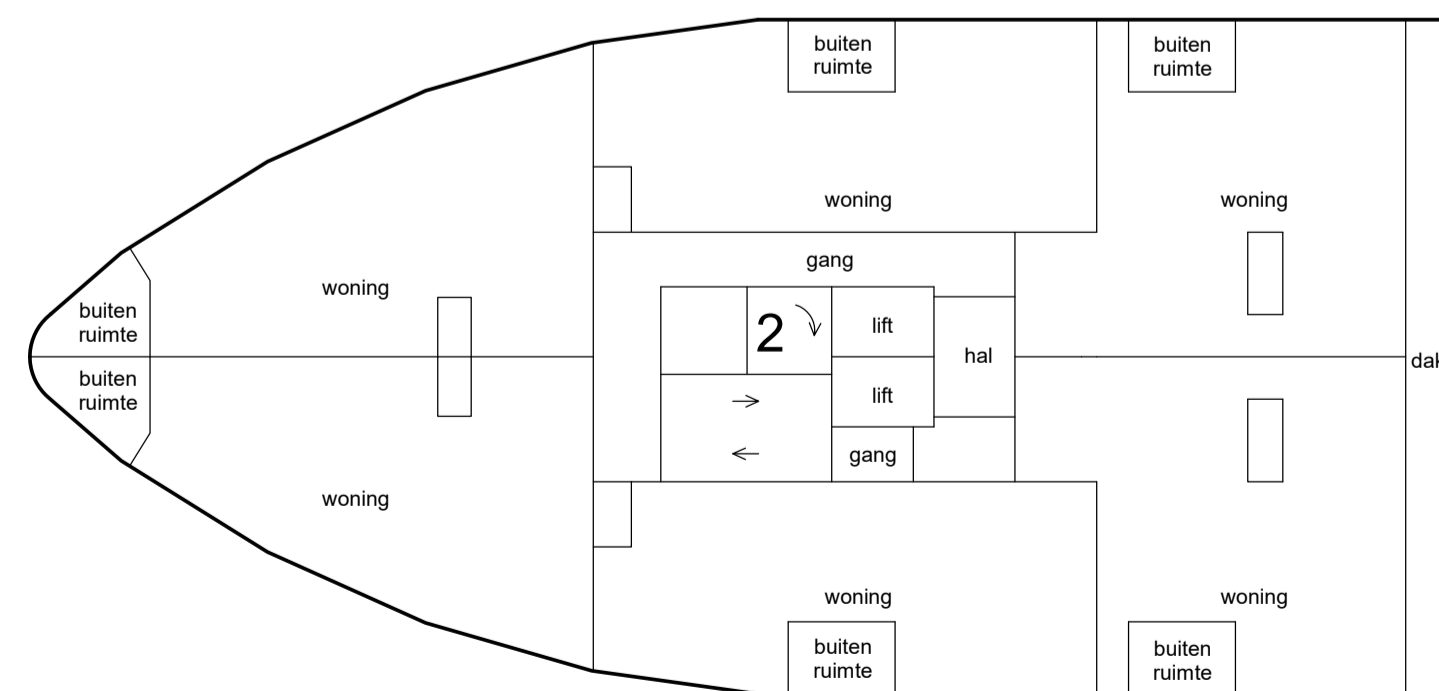 buiten
ruimte
buiten
ruimte
woning
woning
gang
woning
buiten
ruimte
2
lift
hal
dak
buiten
ruimte
lift
gang
woning
woning
woning
buiten
ruimte
buiten
ruimte